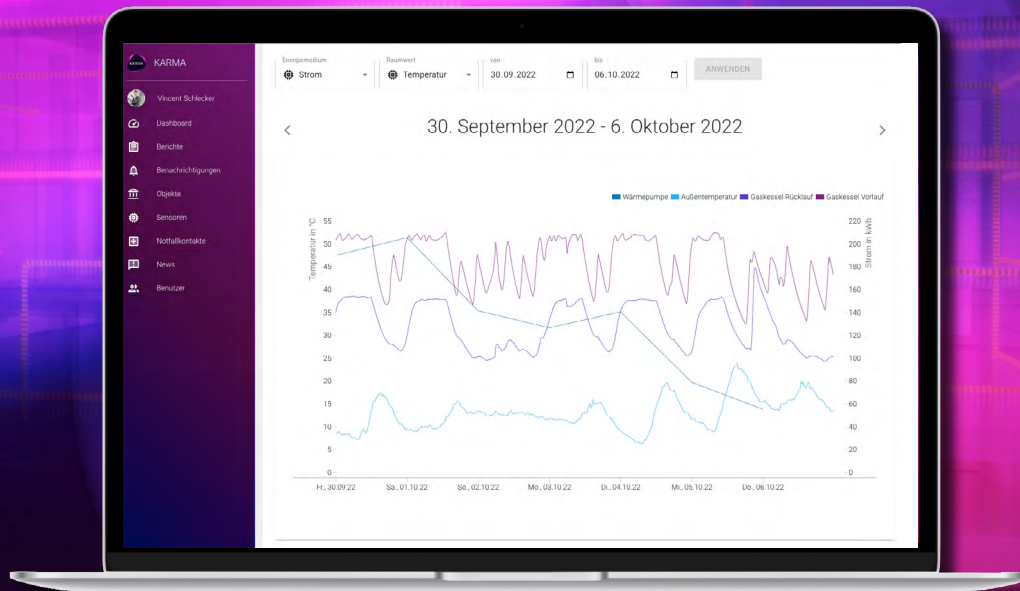 KARMA
KARMA
Vincent Schlecker
Dashboard
Berichte
Benachrichtigungen
Objekte
Sensoren
Notfallkontakte
News
Benutzer
Energiemedium
Strom
Raumwert
Temperatur
von
30.09.2022
bis
06.10.2022
ANWENDEN
30. September 2022 - 6. Oktober 2022
Wärmepumpe Außentemperatur Gaskessel Rücklauf Gaskessel Vorlauf
Temperatur in °C
55
50
45
40
35
30
25
20
15
10
5
0
220
200
180
160
140
120
100
80
60
40
20
0
Strom in kWh
Fr., 30.09.22 Sa., 01.10.22 So., 02.10.22 Mo., 03.10.22 Di., 04.10.22 Mi., 05.10.22 Do., 06.10.22